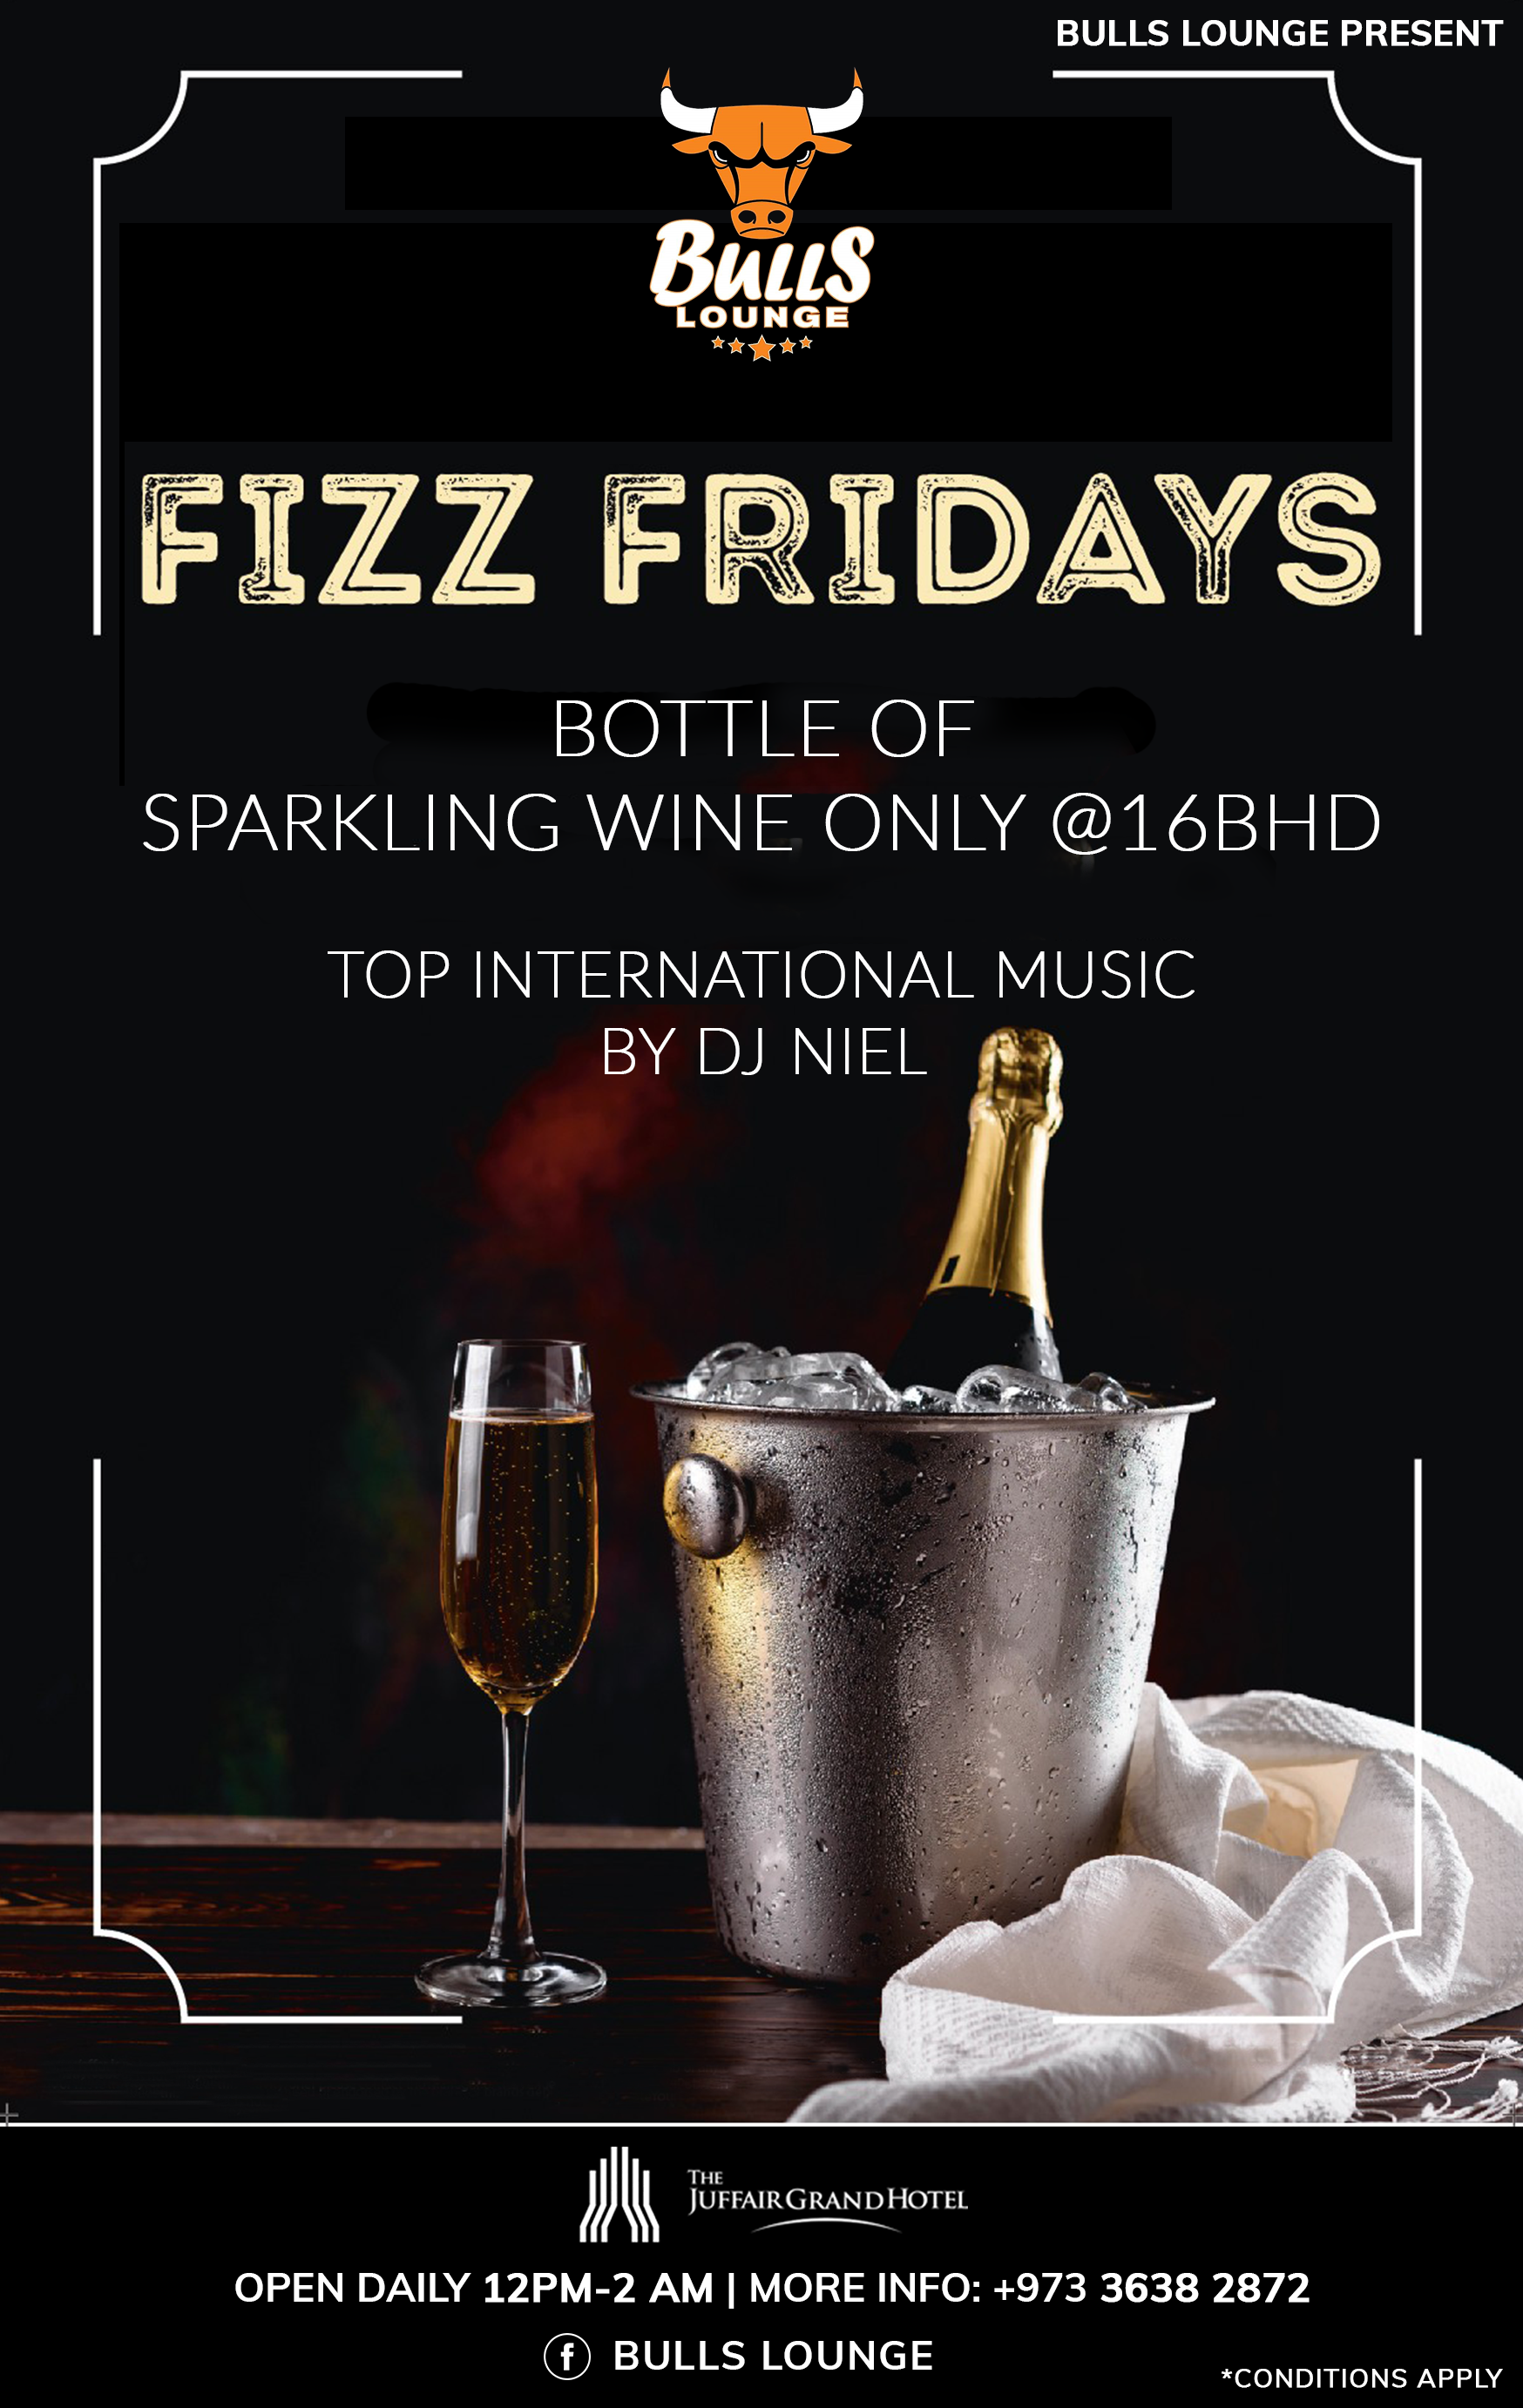 BULLS LOUNGE PRESENT
BULLS
LOUNGE
FIZZ FRIDAYS
BOTTLE OF
SPARKLING WINE ONLY @16BHD
TOP INTERNATIONAL MUSIC
BY DJ NIEL
THE
JUFFAIR GRAND HOTEL
OPEN DAILY 12PM-2 AM | MORE INFO: +973 3638 2872
f BULLS LOUNGE
*CONDITIONS APPLY